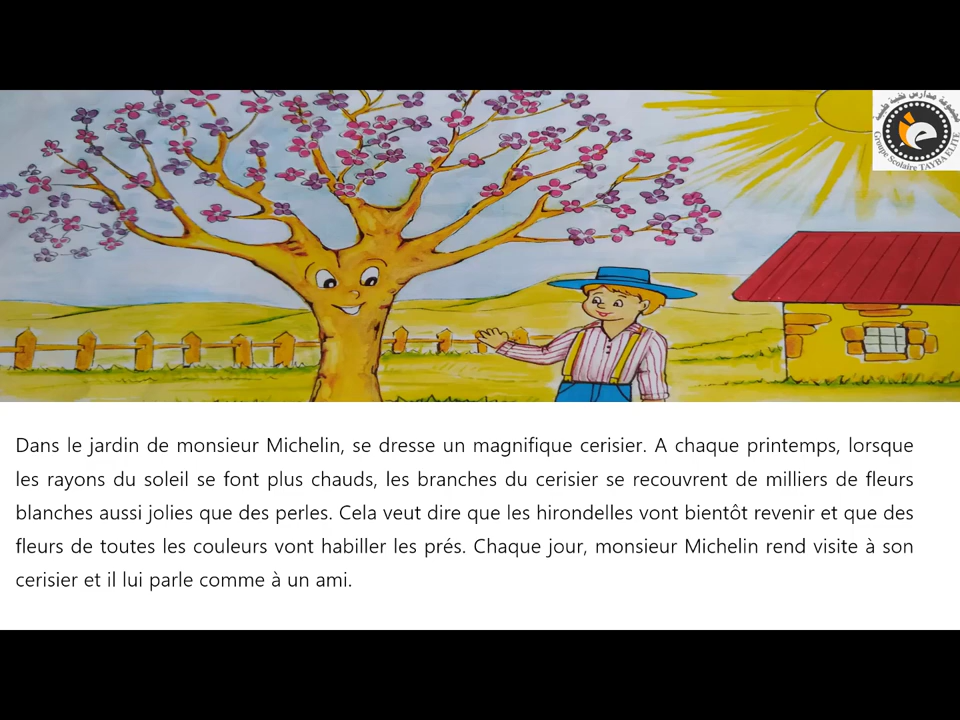 مجموعة مدارس نخبة طيبة
Groupe Scolaire TAYBA ELITE
Dans le jardin de monsieur Michelin, se dresse un magnifique cerisier. A chaque printemps, lorsque
les rayons du soleil se font plus chauds, les branches du cerisier se recouvrent de milliers de fleurs
blanches aussi jolies que des perles. Cela veut dire que les hirondelles vont bientôt revenir et que des
fleurs de toutes les couleurs vont habiller les prés. Chaque jour, monsieur Michelin rend visite à son
cerisier et il lui parle comme à un ami.